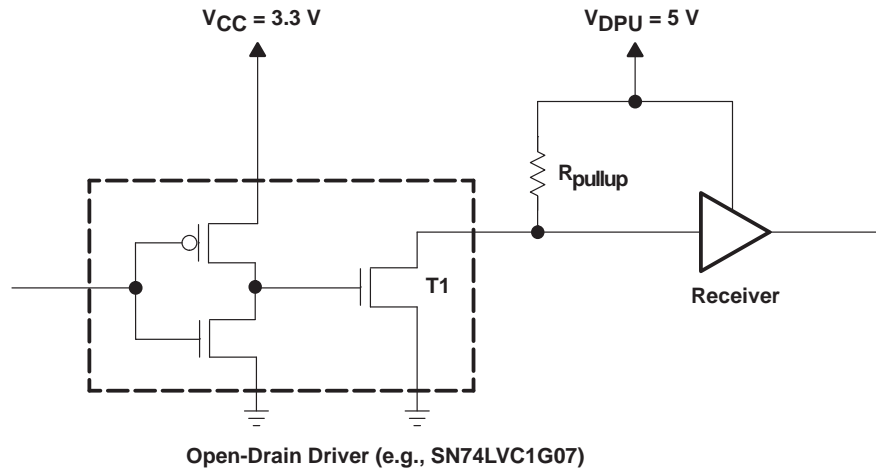 VCC = 3.3 V
VDPU = 5 V
Rpullup
T1
Receiver
Open-Drain Driver (e.g., SN74LVC1G07)